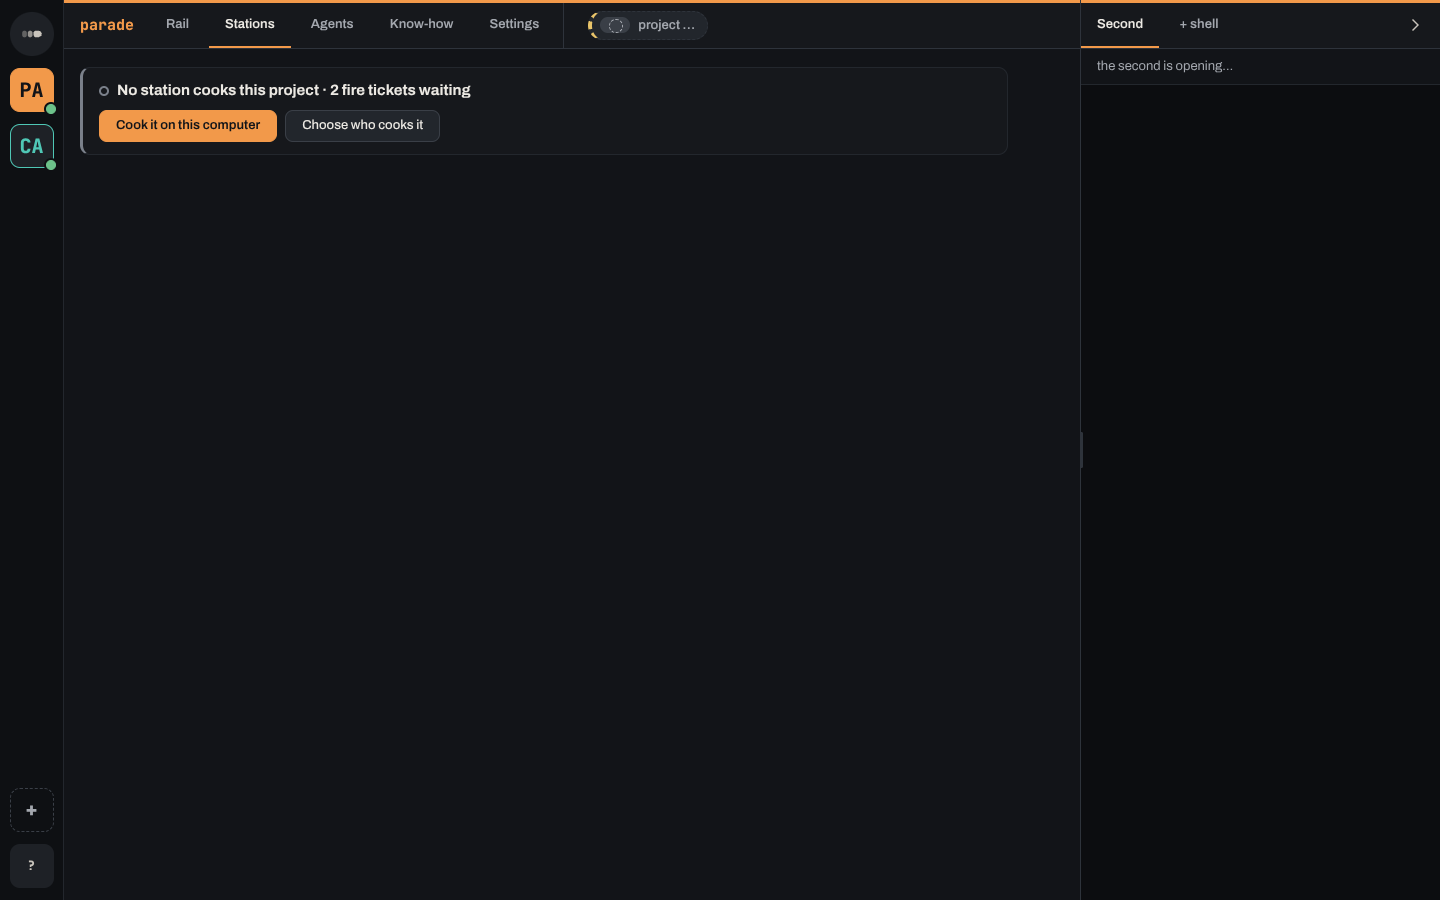 PA
CA
+
?
parade
Rail
Stations
Agents
Know-how
Settings
project ...
No station cooks this project · 2 fire tickets waiting
Cook it on this computer
Choose who cooks it
Second
+ shell
the second is opening...